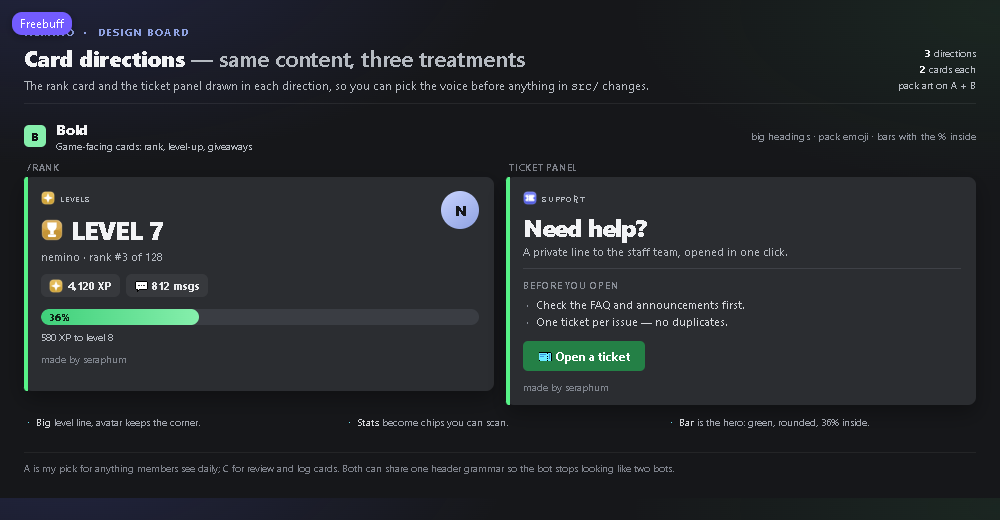 Freebuff
· DESIGN BOARD
Card directions — same content, three treatments
The rank card and the ticket panel drawn in each direction, so you can pick the voice before anything in src/ changes.
3 directions
2 cards each
pack art on A + B
B
Bold
Game-facing cards: rank, level-up, giveaways
big headings · pack emoji · bars with the % inside
/RANK
LEVELS
N
LEVEL 7
nemino · rank #3 of 128
4,120 XP
812 msgs
36%
580 XP to level 8
made by seraphum
TICKET PANEL
SUPPORT
Need help?
A private line to the staff team, opened in one click.
BEFORE YOU OPEN
· Check the FAQ and announcements first.
· One ticket per issue — no duplicates.
Open a ticket
made by seraphum
· Big level line, avatar keeps the corner.
· Stats become chips you can scan.
· Bar is the hero: green, rounded, 36% inside.
A is my pick for anything members see daily; C for review and log cards. Both can share one header grammar so the bot stops looking like two bots.